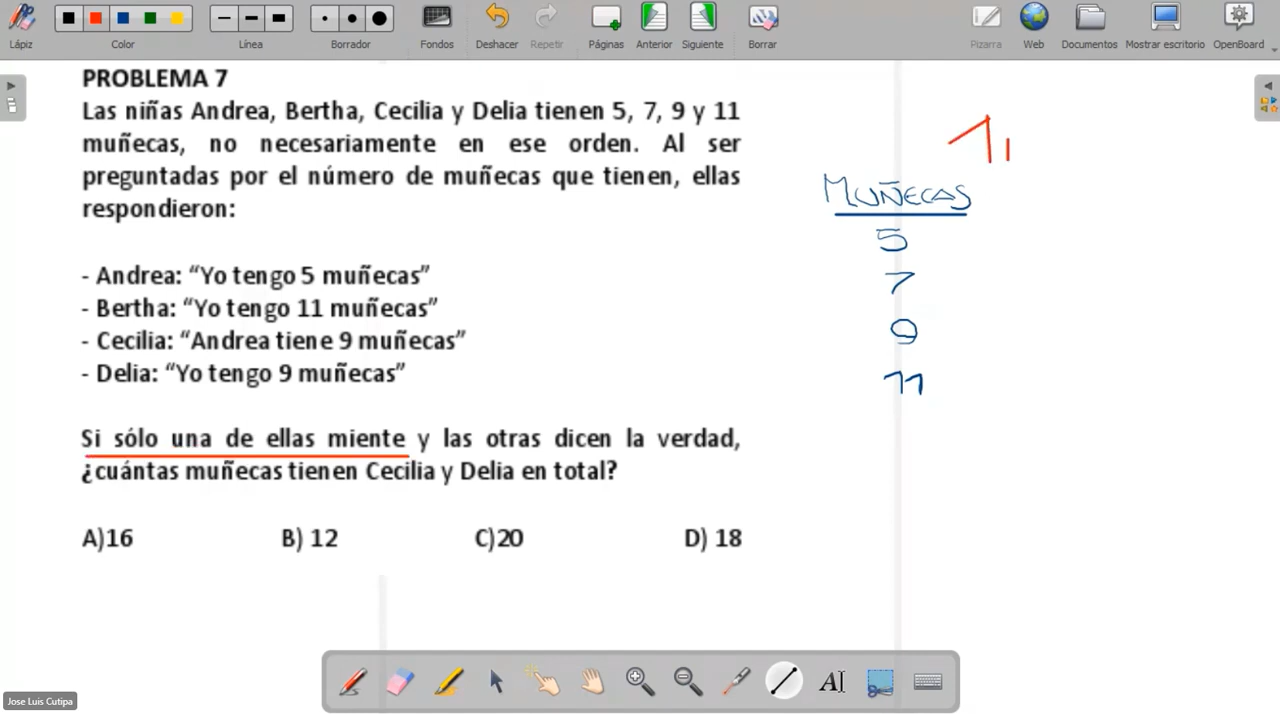 Lápiz Color Línea Borrador Fondos Deshacer Repetir Páginas Anterior Siguiente Borrar Pizarra Web Documentos Mostrar escritorio OpenBoard
PROBLEMA 7
Las niñas Andrea, Bertha, Cecilia y Delia tienen 5, 7, 9 y 11
muñecas, no necesariamente en ese orden. Al ser
preguntadas por el número de muñecas que tienen, ellas
respondieron:
- Andrea: “Yo tengo 5 muñecas”
- Bertha: “Yo tengo 11 muñecas”
- Cecilia: “Andrea tiene 9 muñecas”
- Delia: “Yo tengo 9 muñecas”
Si sólo una de ellas miente y las otras dicen la verdad,
¿cuántas muñecas tienen Cecilia y Delia en total?
A)16 B) 12 C)20 D) 18
MUÑECAS
5
7
9
11
AI
Jose Luis Cutipa